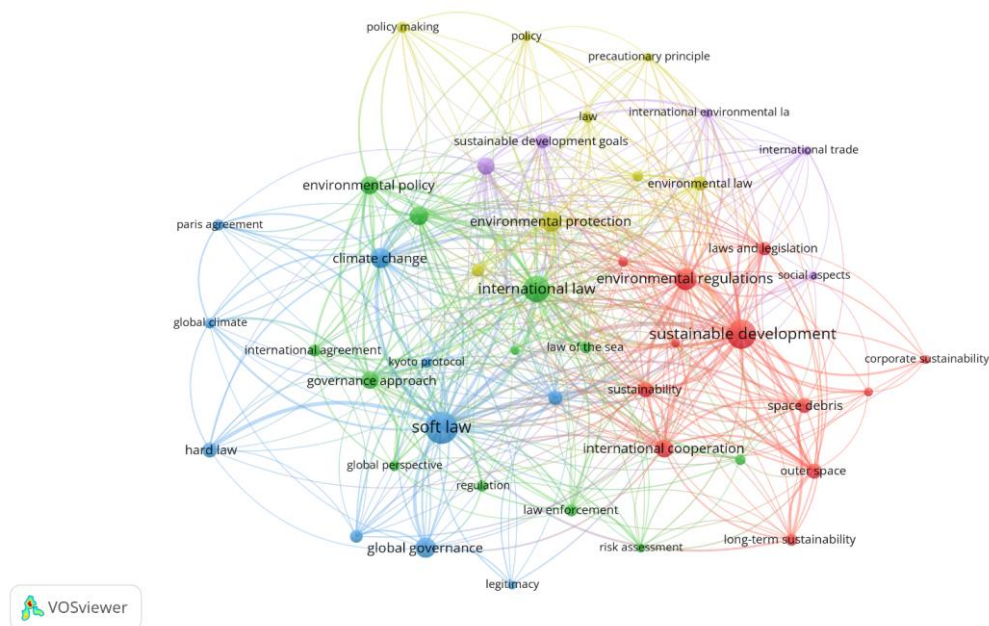 policy making
policy
precautionary principle
international environmental la
law
sustainable development goals
international trade
environmental policy
environmental law
paris agreement
environmental protection
climate change
laws and legislation
environmental regulations
social aspects
international law
global climate
sustainable development
international agreement
law of the sea
kyoto protocol
corporate sustainability
governance approach
sustainability
space debris
soft law
hard law
international cooperation
global perspective
outer space
regulation
law enforcement
long-term sustainability
global governance
risk assessment
legitimacy
VOSviewer